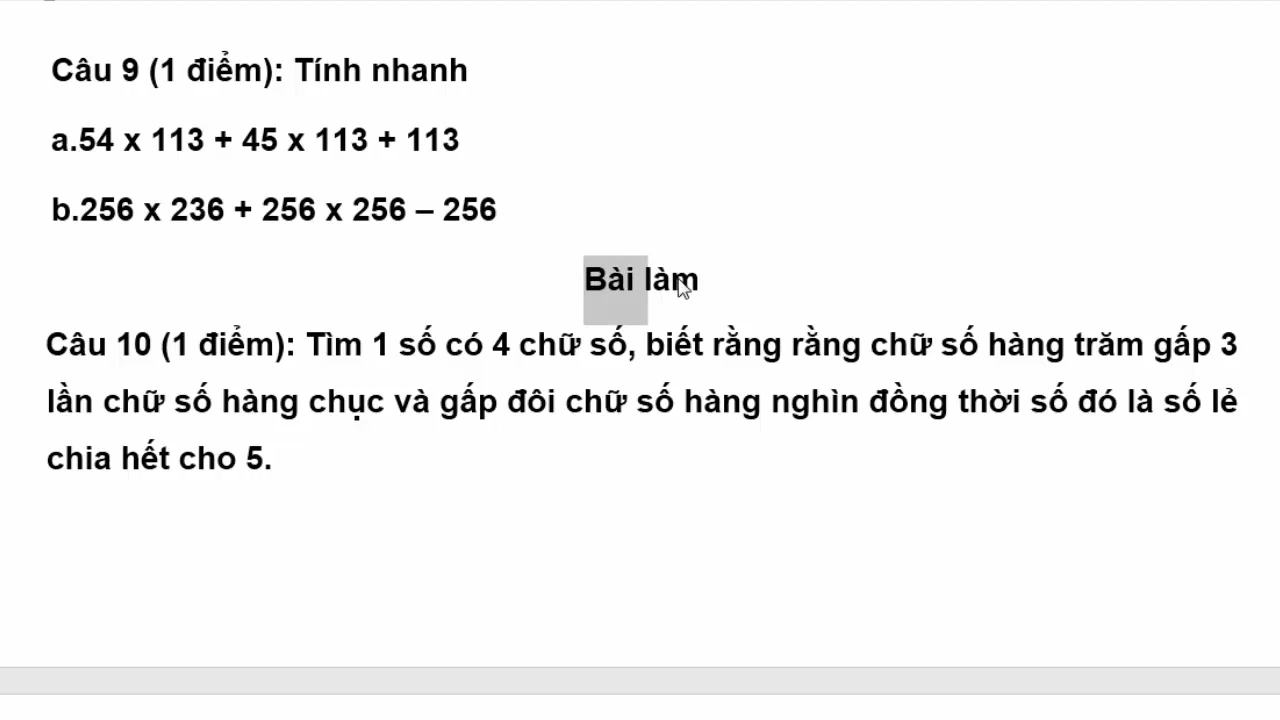 Câu 9 (1 điểm): Tính nhanh
a.54 x 113 + 45 x 113 + 113
b.256 x 236 + 256 x 256 – 256
Bài làm
Câu 10 (1 điểm): Tìm 1 số có 4 chữ số, biết rằng rằng chữ số hàng trăm gấp 3
lần chữ số hàng chục và gấp đôi chữ số hàng nghìn đồng thời số đó là số lẻ
chia hết cho 5.